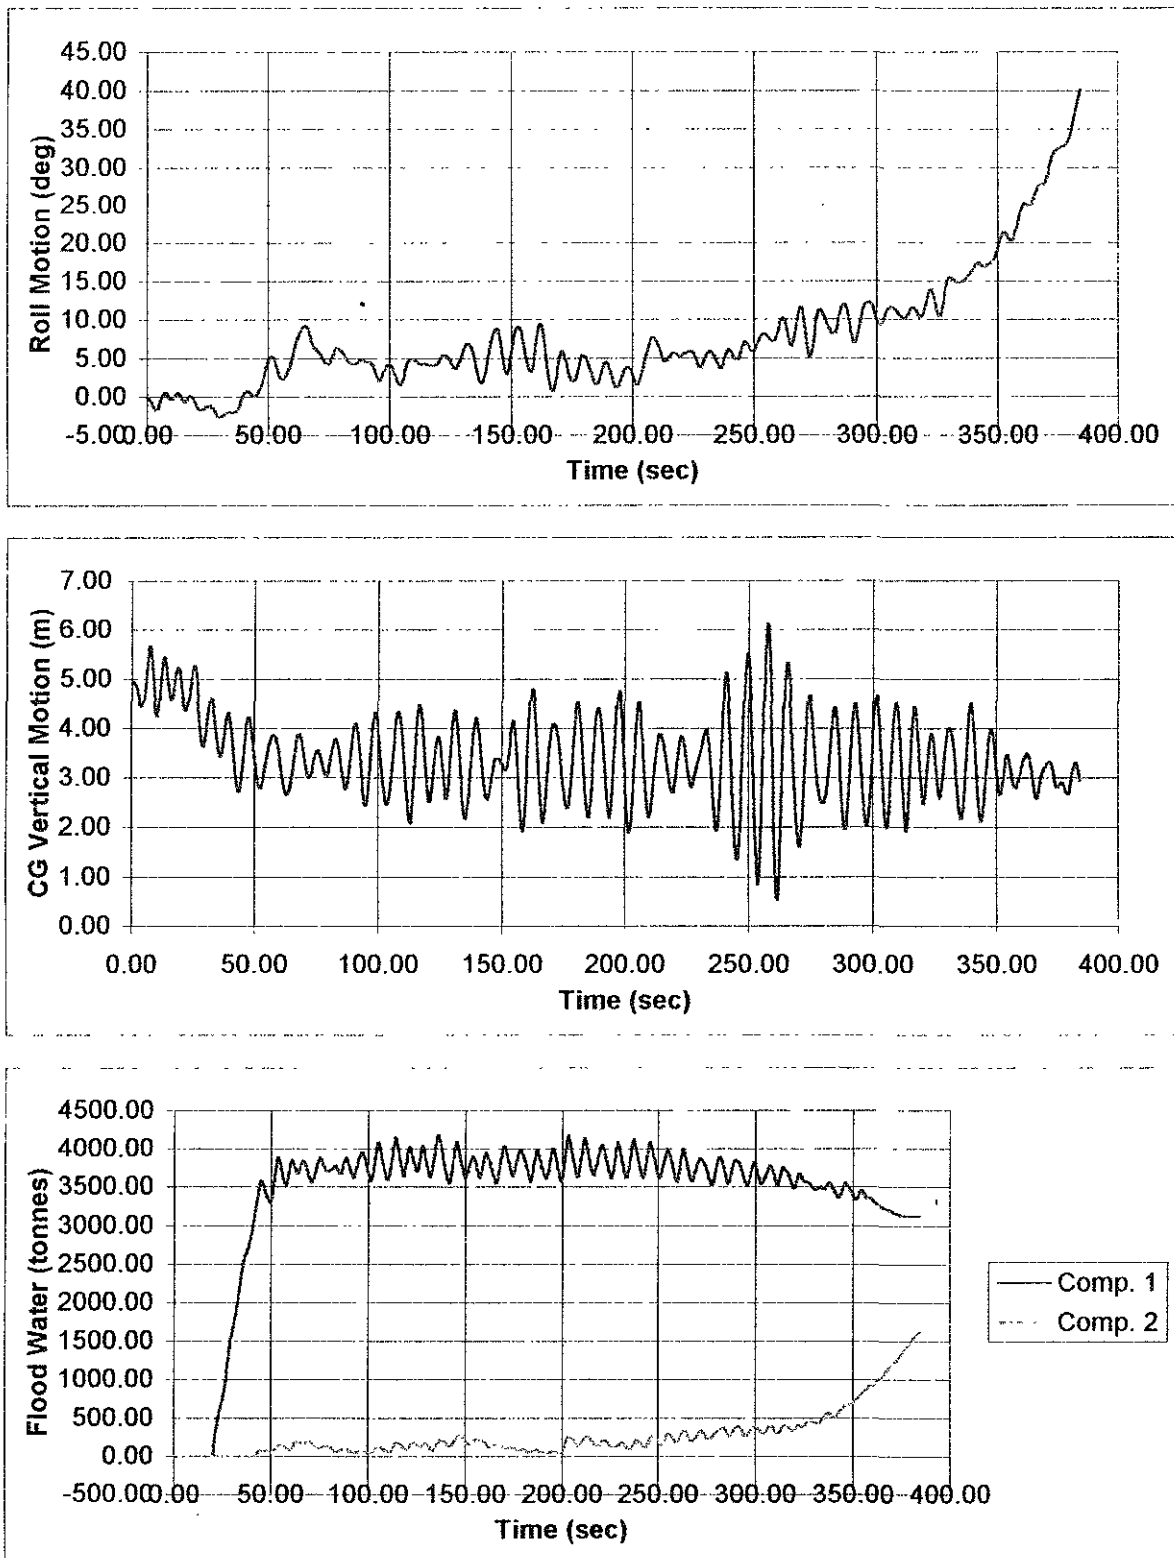 45.00
40.00
35.00
30.00
25.00
20.00
15.00
10.00
5.00
0.00
-5.00
0.00 50.00 100.00 150.00 200.00 250.00 300.00 350.00 400.00
Roll Motion (deg)
Time (sec)
7.00
6.00
5.00
4.00
3.00
2.00
1.00
0.00
0.00 50.00 100.00 150.00 200.00 250.00 300.00 350.00 400.00
CG Vertical Motion (m)
Time (sec)
4500.00
4000.00
3500.00
3000.00
2500.00
2000.00
1500.00
1000.00
500.00
0.00
-500.00
0.00 50.00 100.00 150.00 200.00 250.00 300.00 350.00 400.00
Flood Water (tonnes)
Time (sec)
Comp. 1
Comp. 2